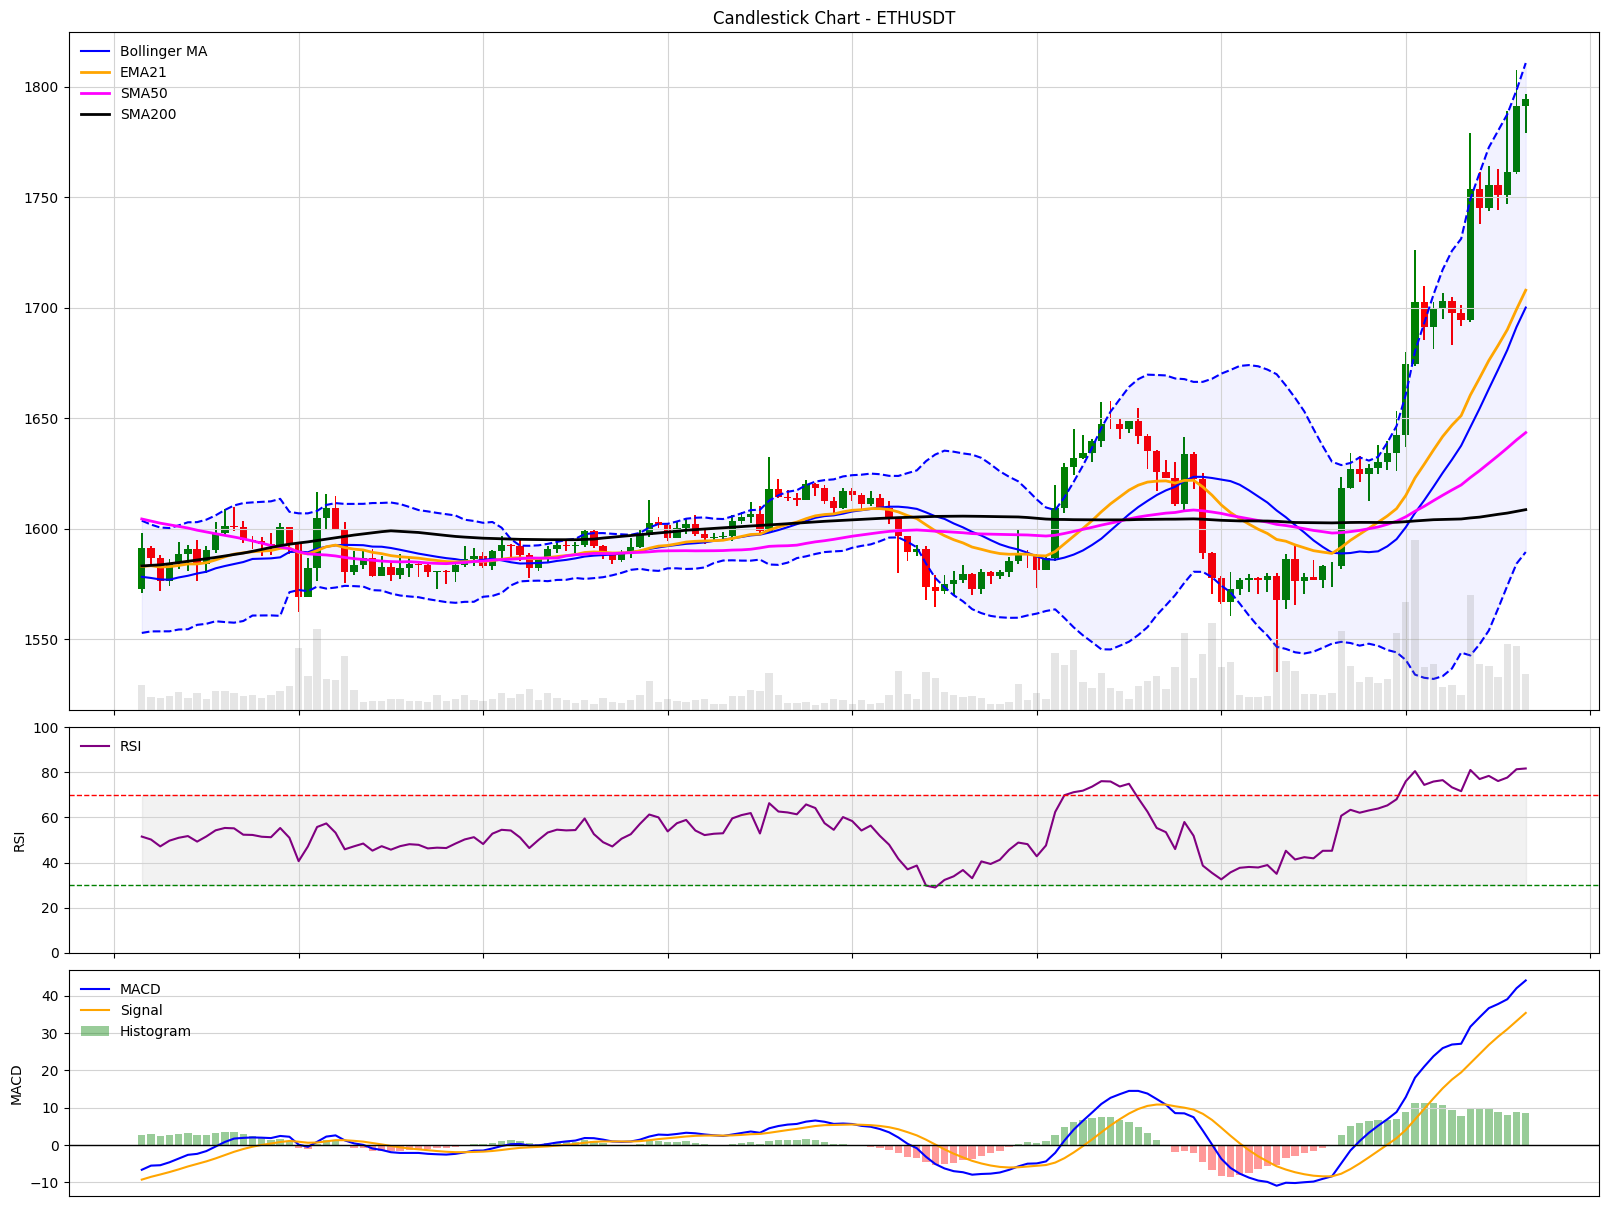 Candlestick Chart - ETHUSDT
Bollinger MA
EMA21
SMA50
SMA200
1800
1750
1700
1650
1600
1550
RSI
RSI
100
80
60
40
20
0
MACD
Signal
Histogram
MACD
40
30
20
10
0
−10